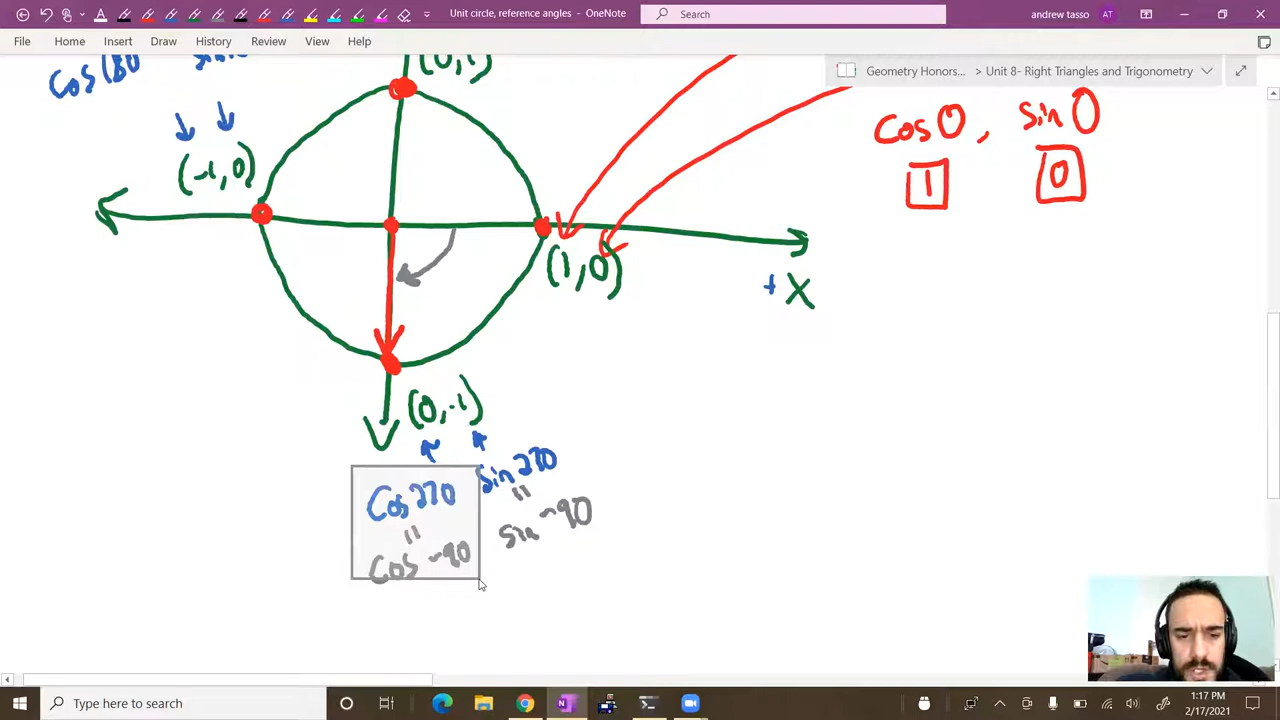 Unit circle, reference angles - OneNote
Search
andrew tasso
AT
File Home Insert Draw History Review View Help
Geometry Honors... > Unit 8- Right Triangles and Trigonometry
(0,1)
cos 180
cos 0, sin 0
1 0
(-1,0)
(1,0)
+ X
(0,-1)
cos 270 sin 270
= =
cos -90 sin -90
Type here to search
1:17 PM
2/17/2021